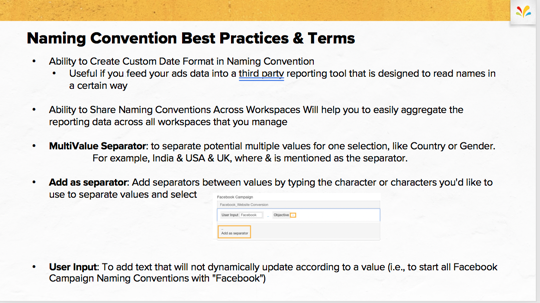 Naming Convention Best Practices & Terms
• Ability to Create Custom Date Format in Naming Convention
• Useful if you feed your ads data into a third party reporting tool that is designed to read names in
a certain way
• Ability to Share Naming Conventions Across Workspaces Will help you to easily aggregate the
reporting data across all workspaces that you manage
• MultiValue Separator: to separate potential multiple values for one selection, like Country or Gender.
For example, India & USA & UK, where & is mentioned as the separator.
• Add as separator: Add separators between values by typing the character or characters you'd like to
use to separate values and select
Facebook Campaign
Facebook, Website Conversion
User Input: Facebook Objective
Add as separator
• User Input: To add text that will not dynamically update according to a value (i.e., to start all Facebook
Campaign Naming Conventions with "Facebook")